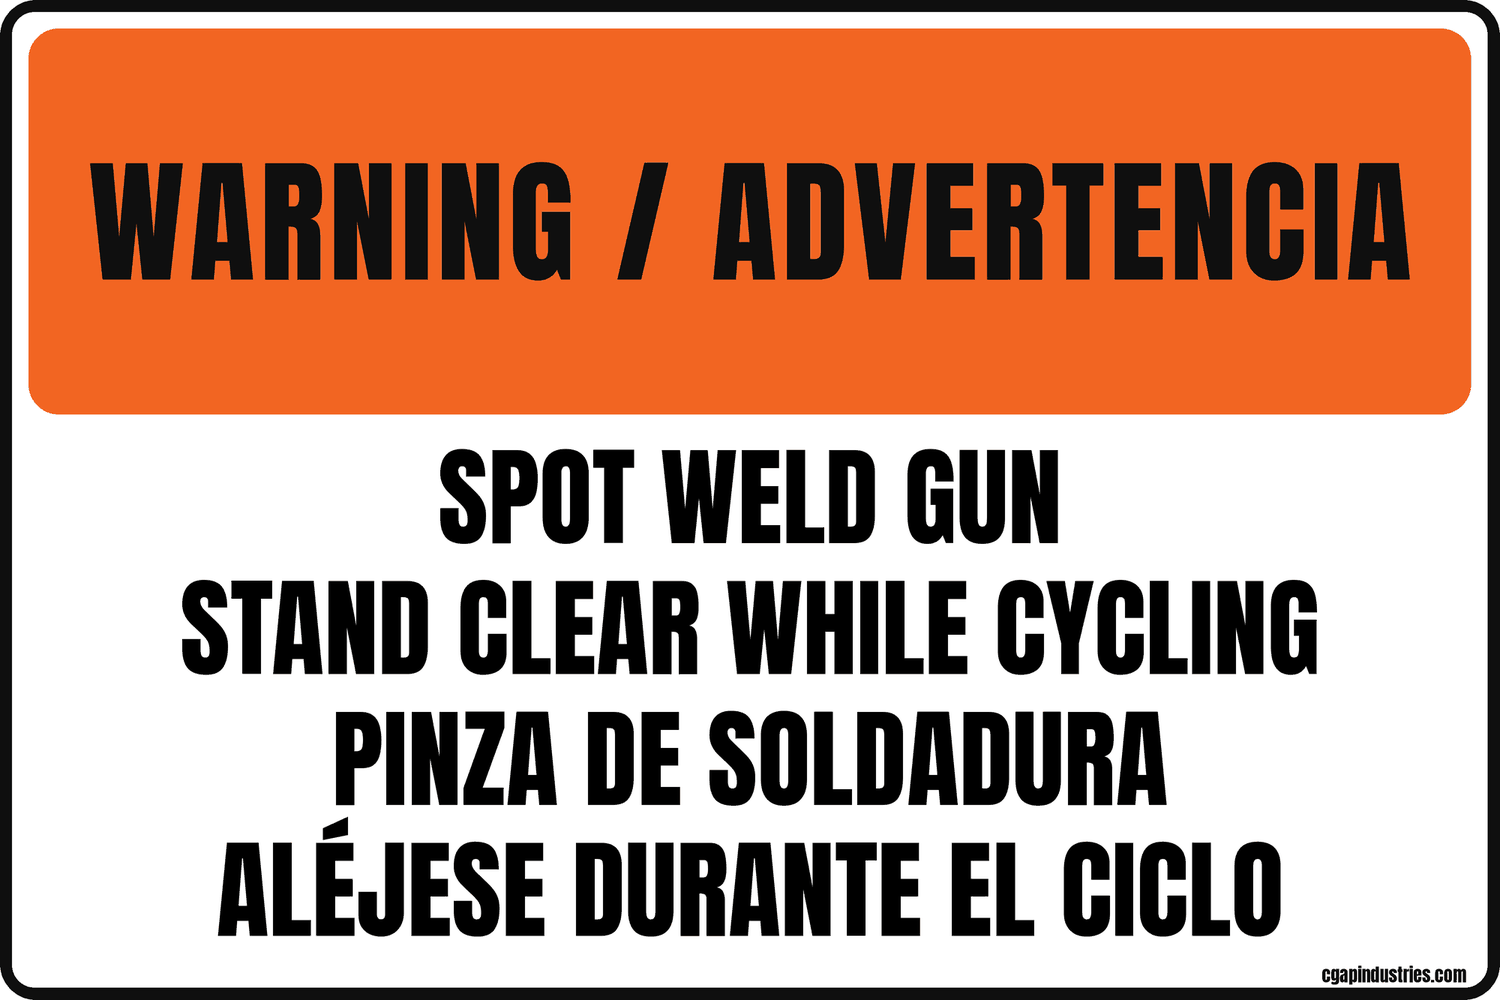 WARNING / ADVERTENCIA
SPOT WELD GUN
STAND CLEAR WHILE CYCLING
PINZA DE SOLDADURA
ALÉJESE DURANTE EL CICLO
cgapindustries.com